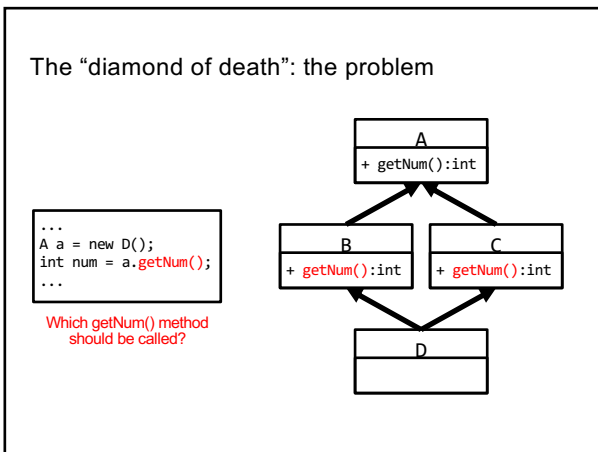 The “diamond of death”: the problem
...
A a = new D();
int num = a.getNum();
...
Which getNum() method
should be called?
A
+ getNum():int
B
+ getNum():int
C
+ getNum():int
D